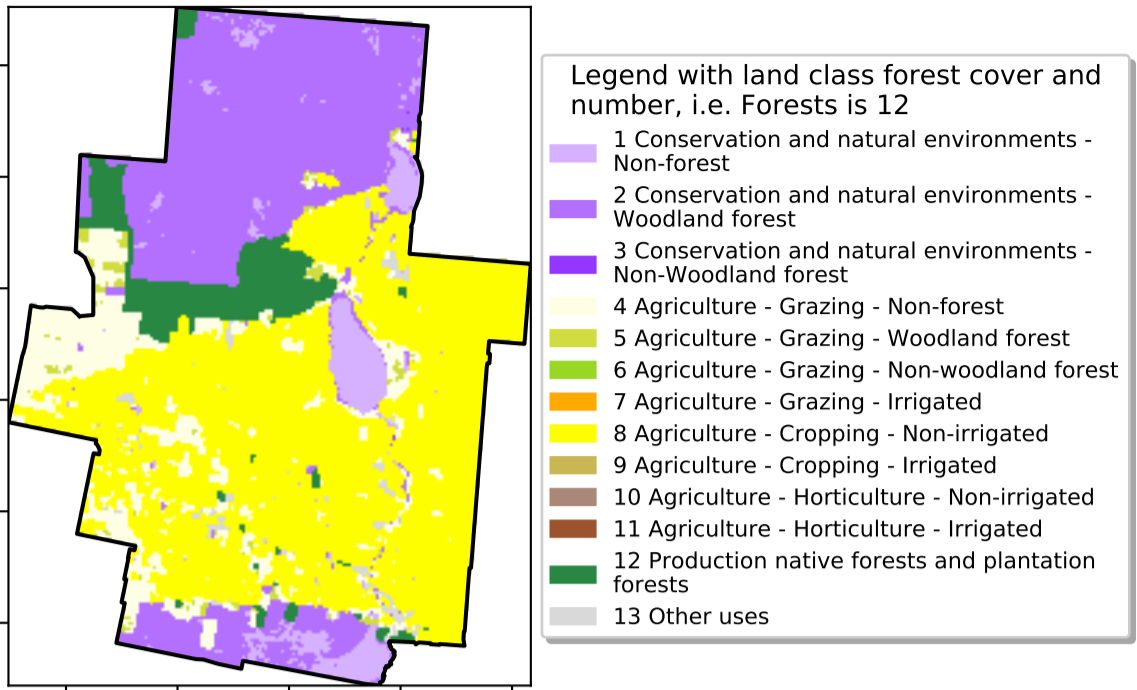 Legend with land class forest cover and
number, i.e. Forests is 12
1 Conservation and natural environments -
Non-forest
2 Conservation and natural environments -
Woodland forest
3 Conservation and natural environments -
Non-Woodland forest
4 Agriculture - Grazing - Non-forest
5 Agriculture - Grazing - Woodland forest
6 Agriculture - Grazing - Non-woodland forest
7 Agriculture - Grazing - Irrigated
8 Agriculture - Cropping - Non-irrigated
9 Agriculture - Cropping - Irrigated
10 Agriculture - Horticulture - Non-irrigated
11 Agriculture - Horticulture - Irrigated
12 Production native forests and plantation
forests
13 Other uses